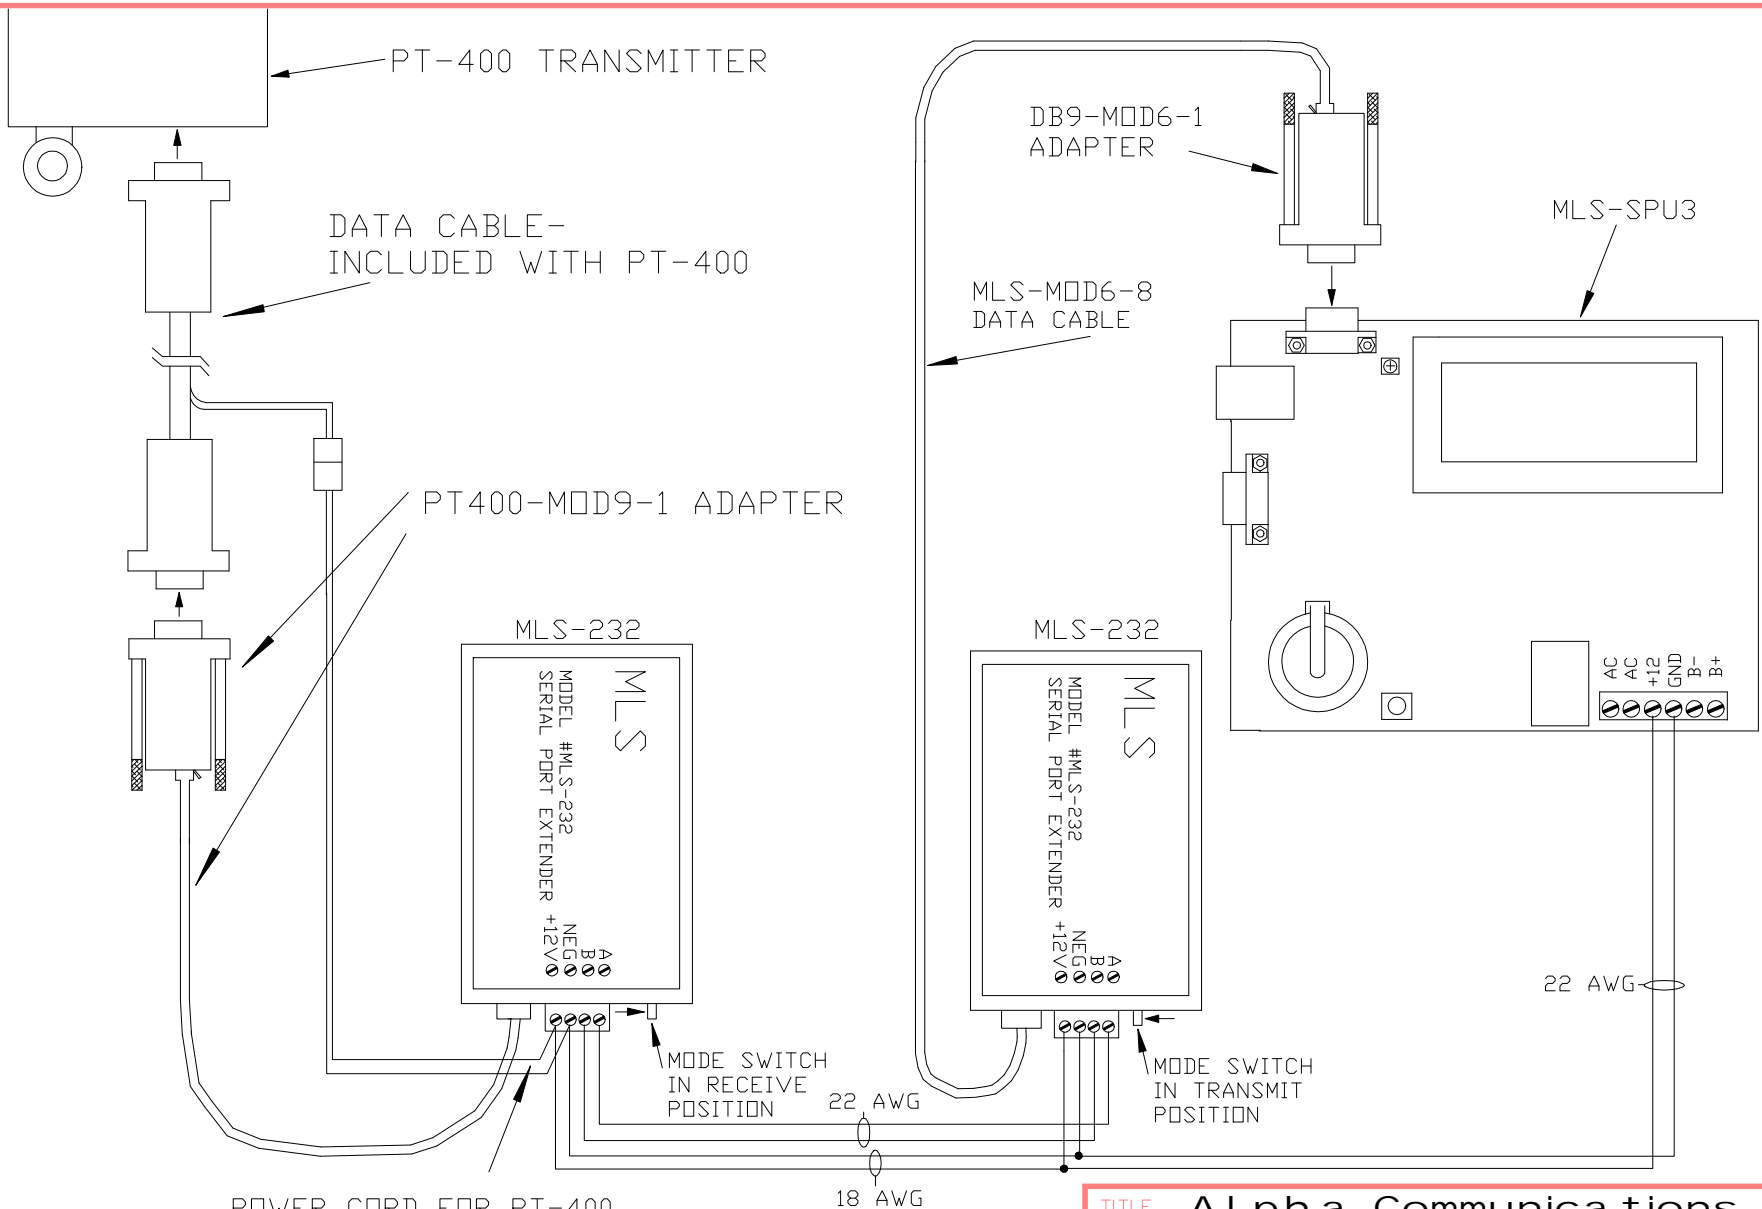 PT-400 TRANSMITTER
DB9-MOD6-1
ADAPTER
MLS-SPU3
DATA CABLE-
INCLUDED WITH PT-400
MLS-MOD6-8
DATA CABLE
PT400-MOD9-1 ADAPTER
MLS-232
MLS
MODEL #MLS-232
SERIAL PORT EXTENDER
+12V
NEG
B
A
MLS-232
MLS
MODEL #MLS-232
SERIAL PORT EXTENDER
+12V
NEG
B
A
AC
AC
+12
GND
B-
B+
22 AWG
MODE SWITCH
IN RECEIVE
POSITION
MODE SWITCH
IN TRANSMIT
POSITION
22 AWG
18 AWG
POWER CORD FOR PT-400
TITLE
Alpha Communications